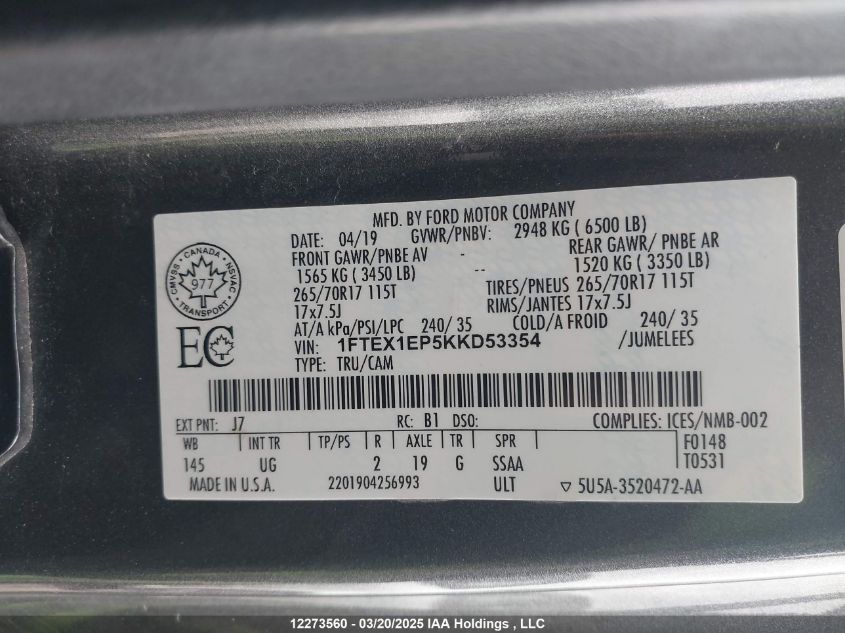 MFD. BY FORD MOTOR COMPANY
DATE: 04/19 GVWR/PNBV: 2948 KG ( 6500 LB)
FRONT GAWR/PNBE AV - REAR GAWR/ PNBE AR
1565 KG ( 3450 LB) -- 1520 KG ( 3350 LB)
265/70R17 115T TIRES/PNEUS 265/70R17 115T
17x7.5J RIMS/JANTES 17x7.5J
AT/A kPa/PSI/LPC 240/ 35 COLD/A FROID 240/ 35
VIN: 1FTEX1EP5KKD53354 /JUMELEES
TYPE: TRU/CAM
CMVSS · CANADA · NSVAC · TRANSPORT
977
EC
EXT PNT: J7 RC: B1 DSO: COMPLIES: ICES/NMB-002
WB INT TR TP/PS R AXLE TR SPR F0148
145 UG 2 19 G SSAA T0531
MADE IN U.S.A. 2201904256993 ULT ▽ 5U5A-3520472-AA
12273560 - 03/20/2025 IAA Holdings , LLC